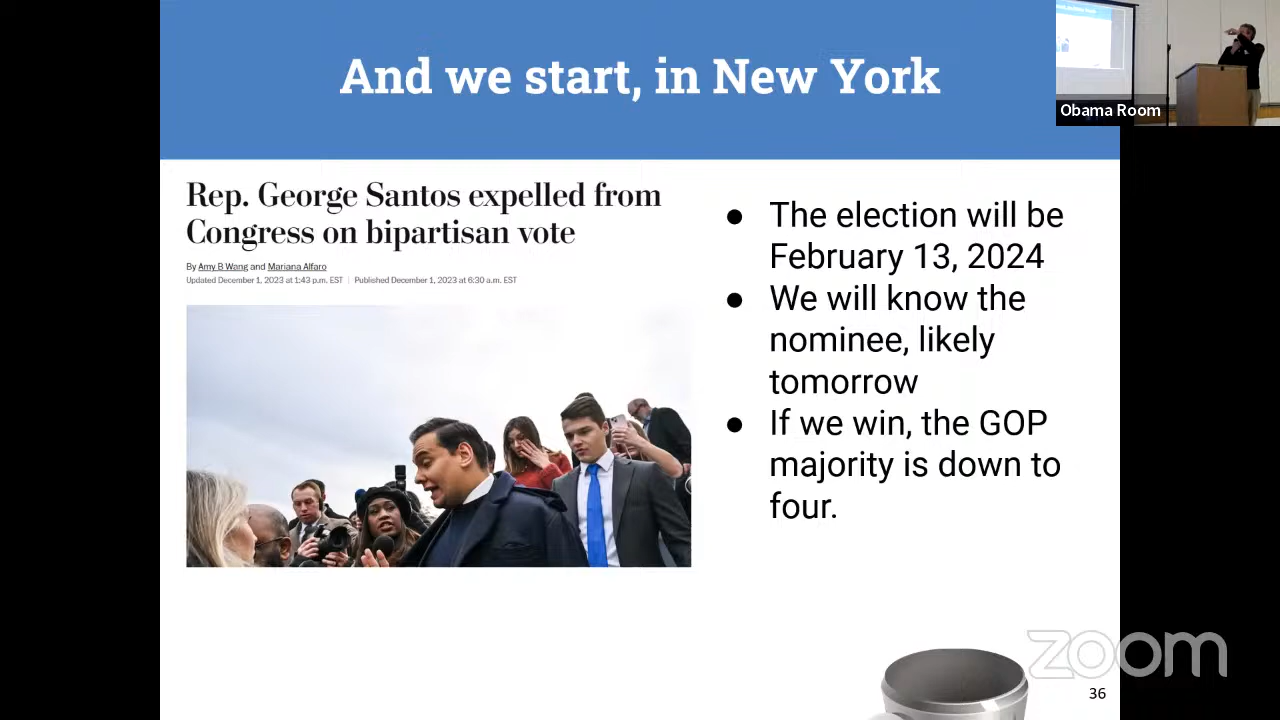 And we start, in New York
Obama Room
Rep. George Santos expelled from
Congress on bipartisan vote
By Amy B Wang and Mariana Alfaro
Updated December 1, 2023 at 1:43 p.m. EST | Published December 1, 2023 at 6:30 a.m. EST
● The election will be
February 13, 2024
● We will know the
nominee, likely
tomorrow
● If we win, the GOP
majority is down to
four.
zoom
36